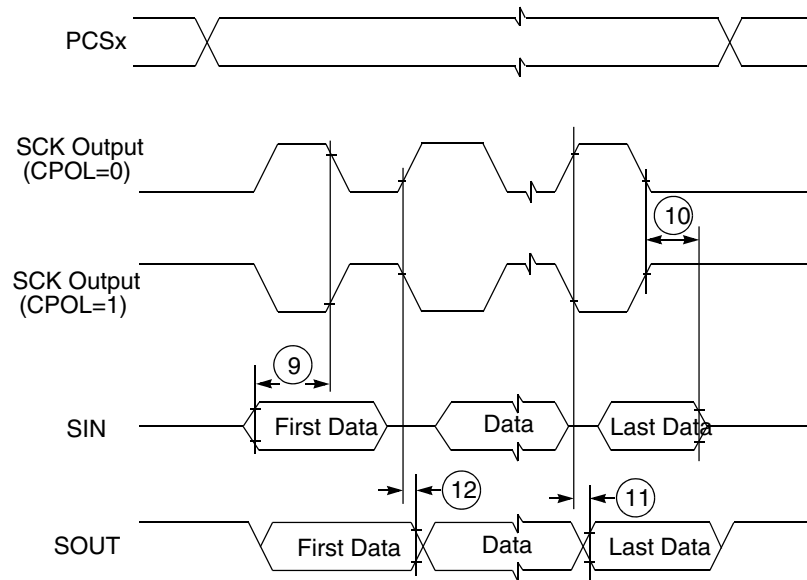 PCSx
SCK Output
(CPOL=0)
10
SCK Output
(CPOL=1)
9
SIN
First Data
Data
Last Data
12
11
SOUT
First Data
Data
Last Data